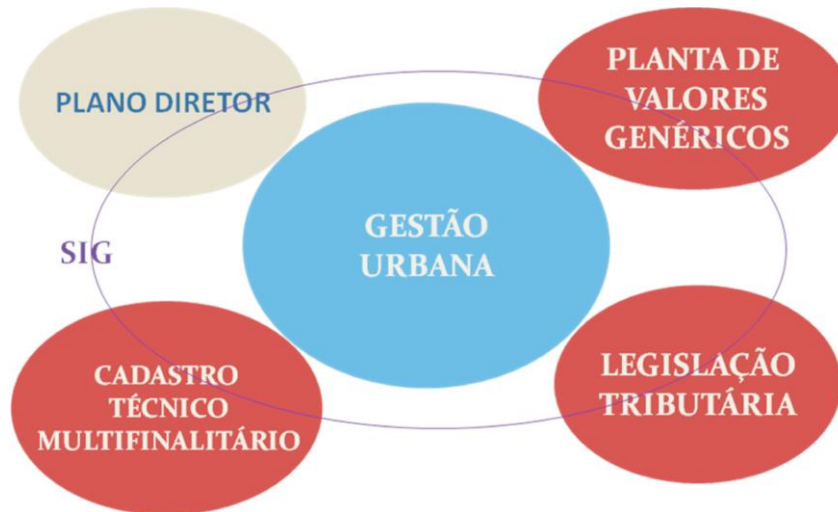 PLANO DIRETOR
PLANTA DE
VALORES
GENÉRICOS
GESTÃO
URBANA
SIG
CADASTRO
TÉCNICO
MULTIFINALITÁRIO
LEGISLAÇÃO
TRIBUTÁRIA